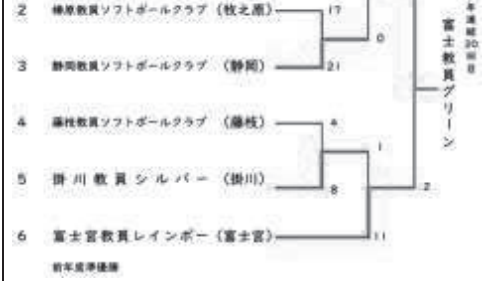 2 榛原教員ソフトボールクラブ (牧之原) 17
0
3 静岡教員ソフトボールクラブ (静岡) 21
4 藤枝教員ソフトボールクラブ (藤枝) 4
1
5 掛川教員シルバー (掛川) 8
2
6 富士宮教員レインボー (富士宮) 11
前年度準優勝
富士教員グリーン